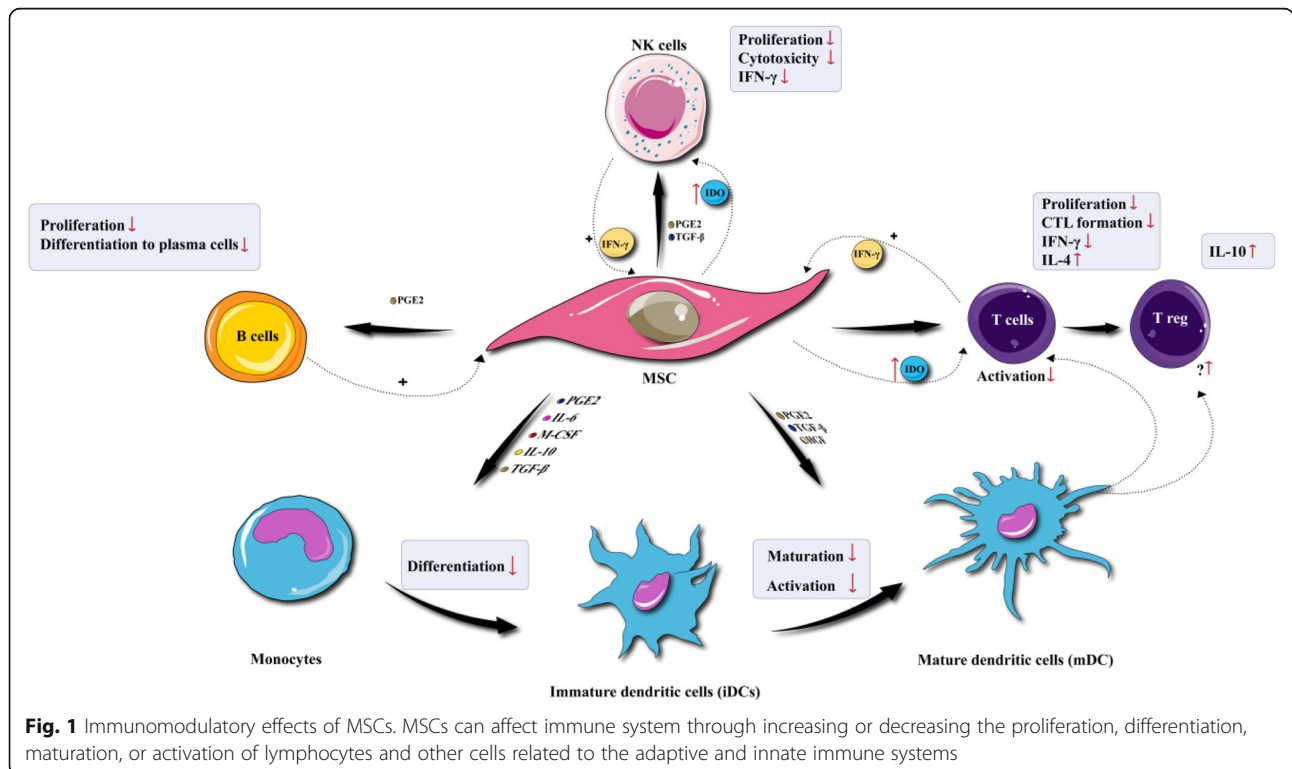 NK cells
Proliferation ↓
Cytotoxicity ↓
IFN-γ ↓
↑ IDO
PGE2
TGF-β
+
IFN-γ
Proliferation ↓
Differentiation to plasma cells ↓
PGE2
B cells
+
MSC
Proliferation ↓
CTL formation ↓
IFN-γ ↓
IL-4 ↑
IL-10 ↑
+
IFN-γ
T cells
T reg
Activation ↓
? ↑
↑ IDO
PGE2
IL-6
M-CSF
IL-10
TGF-β
PGE2
TGF-β
HGF
Differentiation ↓
Maturation ↓
Activation ↓
Monocytes
Immature dendritic cells (iDCs)
Mature dendritic cells (mDC)
Fig. 1 Immunomodulatory effects of MSCs. MSCs can affect immune system through increasing or decreasing the proliferation, differentiation,
maturation, or activation of lymphocytes and other cells related to the adaptive and innate immune systems